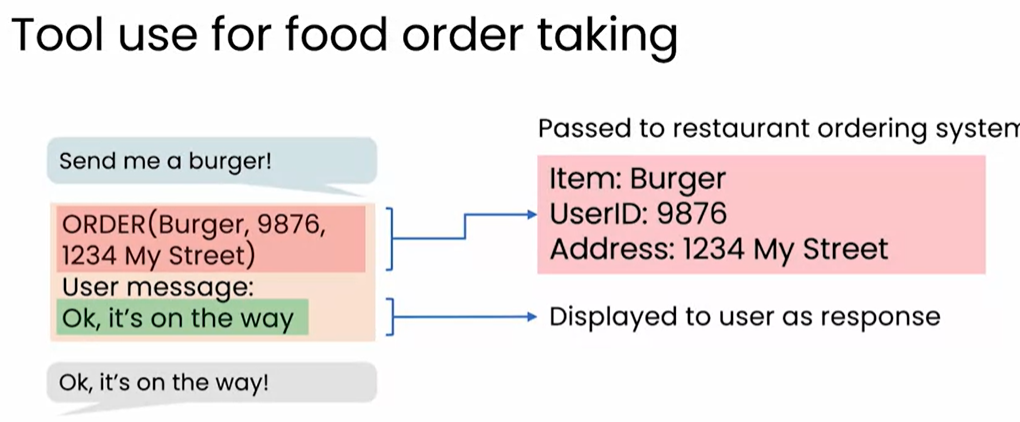 Tool use for food order taking
Send me a burger!
ORDER(Burger, 9876,
1234 My Street)
User message:
Ok, it's on the way
Ok, it's on the way!
Passed to restaurant ordering system
Item: Burger
UserID: 9876
Address: 1234 My Street
Displayed to user as response